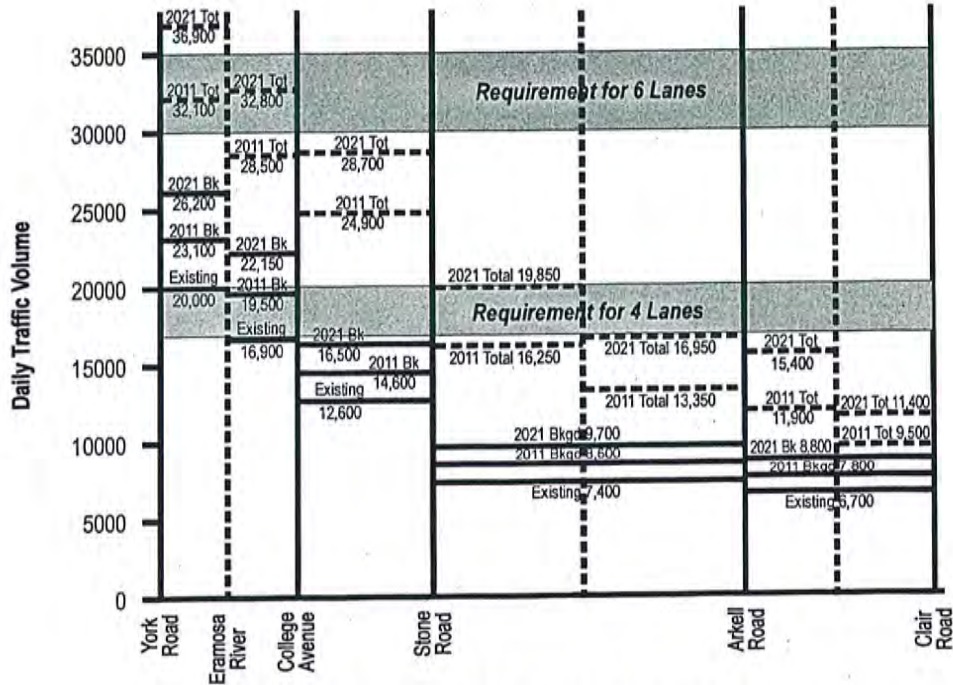 2021 Tot
36,900
35000
2011 Tot
32,100
2021 Tot
32,800
Requirement for 6 Lanes
30000
2011 Tot
28,500
2021 Tot
28,700
2021 Bk
26,200
25000
2011 Tot
24,900
2011 Bk
23,100
2021 Bk
22,150
Existing
20,000
20000
2011 Bk
19,500
2021 Total 19,850
Requirement for 4 Lanes
Existing
16,900
2021 Bk
16,500
2011 Total 16,250
2021 Total 16,950
2021 Tot
15,400
15000
2011 Bk
14,600
2011 Total 13,350
Existing
12,600
2011 Tot
11,900
2021 Tot 11,400
10000
2021 Bkgd 9,700
2021 Bk 8,800
2011 Tot 9,500
2011 Bkgd 8,600
2011 Bkgd 7,800
Existing 7,400
Existing 6,700
5000
0
Daily Traffic Volume
York
Road
Eramosa
River
College
Avenue
Stone
Road
Arkell
Road
Clair
Road